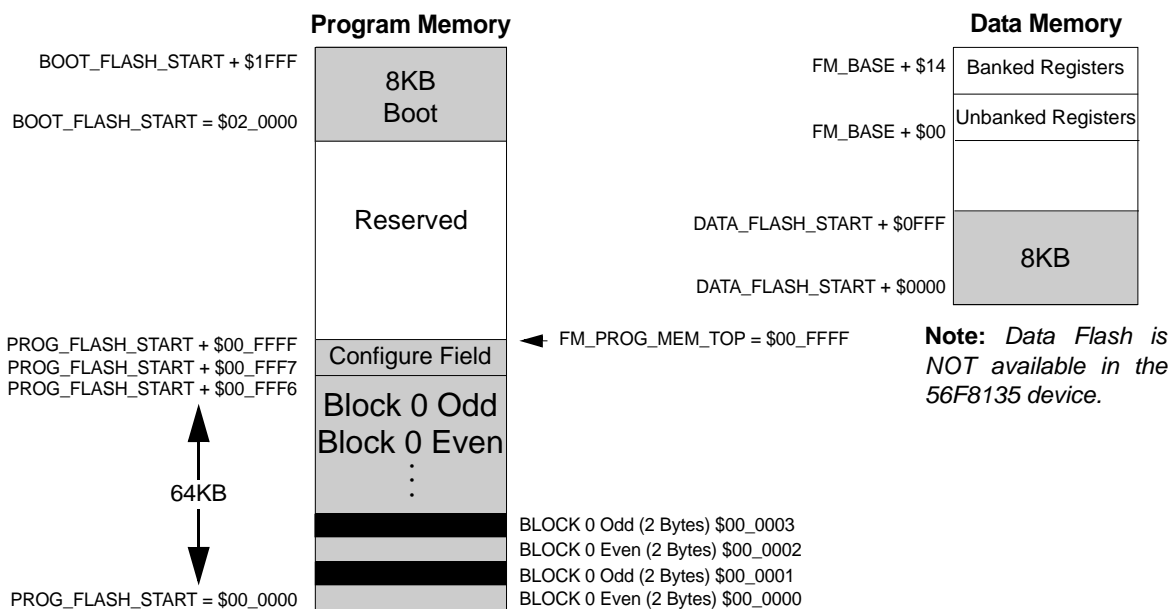 Program Memory
BOOT_FLASH_START + $1FFF
8KB
Boot
BOOT_FLASH_START = $02_0000
Reserved
PROG_FLASH_START + $00_FFFF
FM_PROG_MEM_TOP = $00_FFFF
Configure Field
PROG_FLASH_START + $00_FFF7
PROG_FLASH_START + $00_FFF6
Block 0 Odd
Block 0 Even
64KB
BLOCK 0 Odd (2 Bytes) $00_0003
BLOCK 0 Even (2 Bytes) $00_0002
BLOCK 0 Odd (2 Bytes) $00_0001
BLOCK 0 Even (2 Bytes) $00_0000
PROG_FLASH_START = $00_0000
Data Memory
FM_BASE + $14
Banked Registers
Unbanked Registers
FM_BASE + $00
DATA_FLASH_START + $0FFF
8KB
DATA_FLASH_START + $0000
Note: Data Flash is
NOT available in the
56F8135 device.